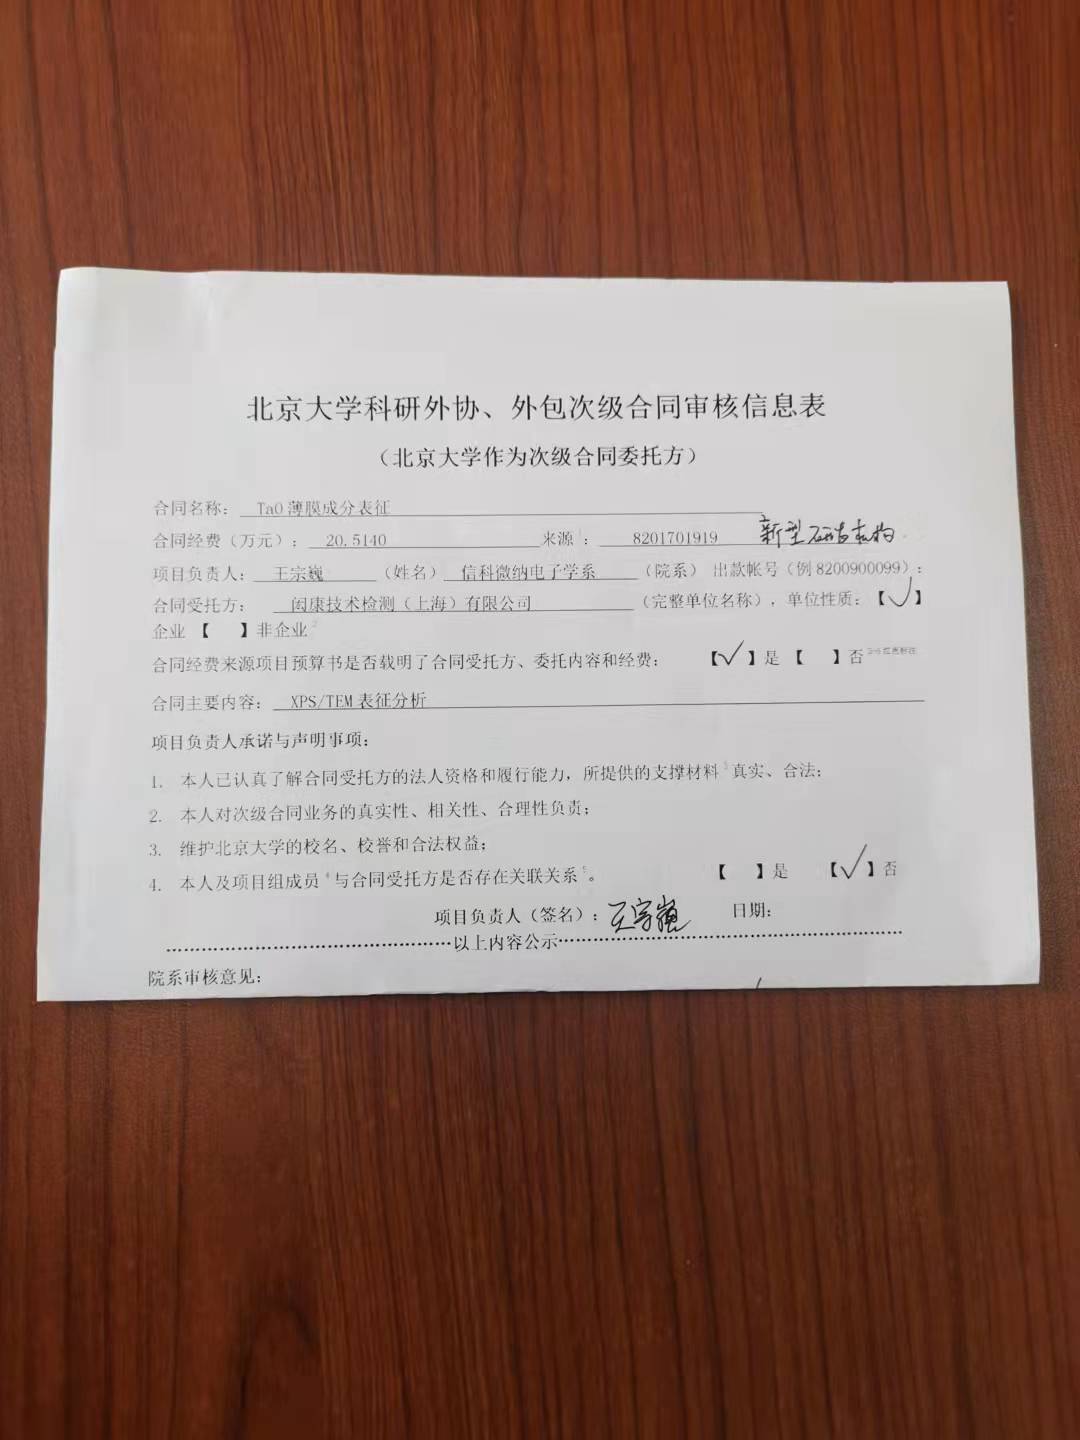 北京大学科研外协、外包次级合同审核信息表
（北京大学作为次级合同委托方）
合同名称： TaO薄膜成分表征
合同经费（万元）： 20.5140 来源1： 8201701919 新型研发机构
项目负责人： 王宗巍 （姓名） 信科微纳电子学系 （院系） 出款帐号（例8200900099）：
合同受托方： 闳康技术检测（上海）有限公司 （完整单位名称），单位性质：【√】
企业 【 】非企业2
合同经费来源项目预算书是否载明了合同受托方、委托内容和经费： 【√】是【 】否
合同主要内容： XPS/TEM表征分析
项目负责人承诺与声明事项：
1. 本人已认真了解合同受托方的法人资格和履行能力，所提供的支撑材料3真实、合法；
2. 本人对次级合同业务的真实性、相关性、合理性负责；
3. 维护北京大学的校名、校誉和合法权益；
4. 本人及项目组成员4与合同受托方是否存在关联关系5。 【 】是 【√】否
项目负责人（签名）：王宗巍 日期：
以上内容公示
院系审核意见：